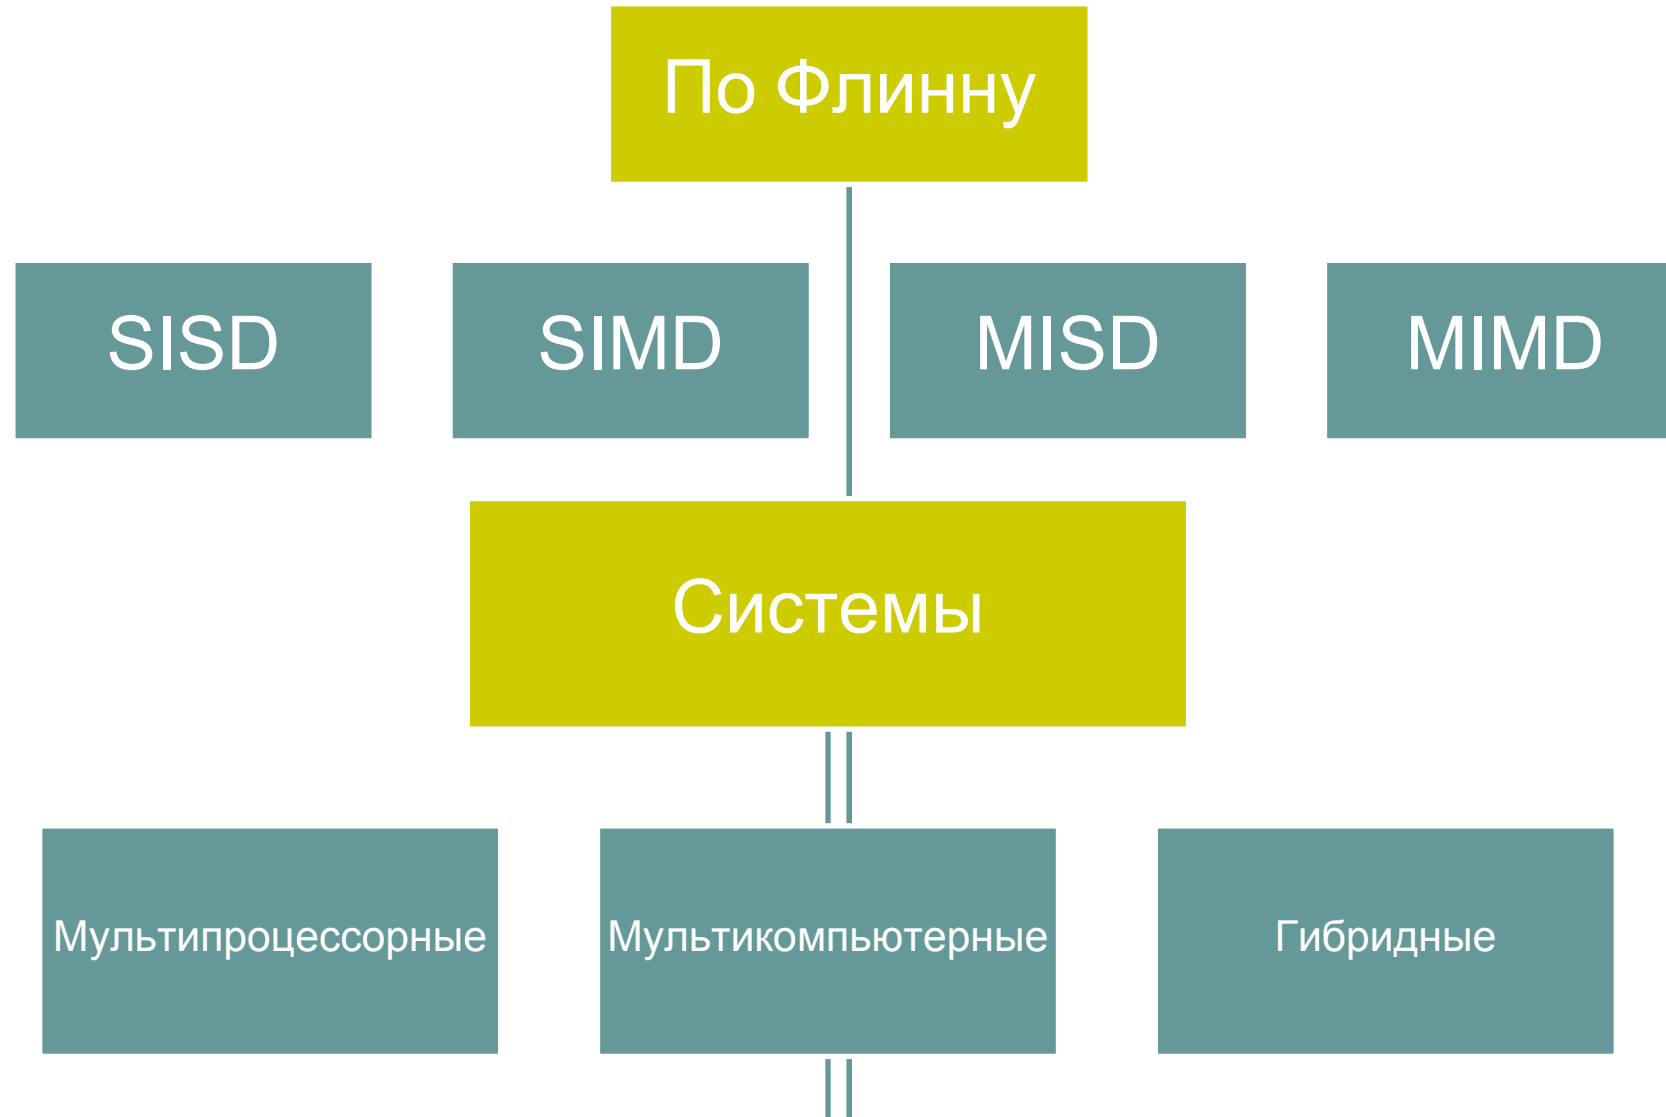 По Флинну
SISD SIMD MISD MIMD
Системы
Мультипроцессорные Мультикомпьютерные Гибридные